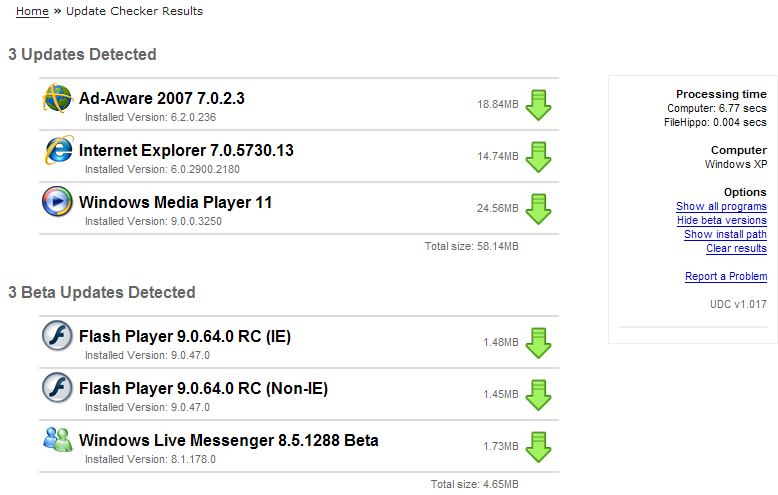 Home » Update Checker Results
3 Updates Detected
Ad-Aware 2007 7.0.2.3
Installed Version: 6.2.0.236
18.84MB
Internet Explorer 7.0.5730.13
Installed Version: 6.0.2900.2180
14.74MB
Windows Media Player 11
Installed Version: 9.0.0.3250
24.56MB
Total size: 58.14MB
3 Beta Updates Detected
Flash Player 9.0.64.0 RC (IE)
Installed Version: 9.0.47.0
1.48MB
Flash Player 9.0.64.0 RC (Non-IE)
Installed Version: 9.0.47.0
1.45MB
Windows Live Messenger 8.5.1288 Beta
Installed Version: 8.1.178.0
1.73MB
Total size: 4.65MB
Processing time
Computer: 6.77 secs
FileHippo: 0.004 secs
Computer
Windows XP
Options
Show all programs
Hide beta versions
Show install path
Clear results
Report a Problem
UDC v1.017